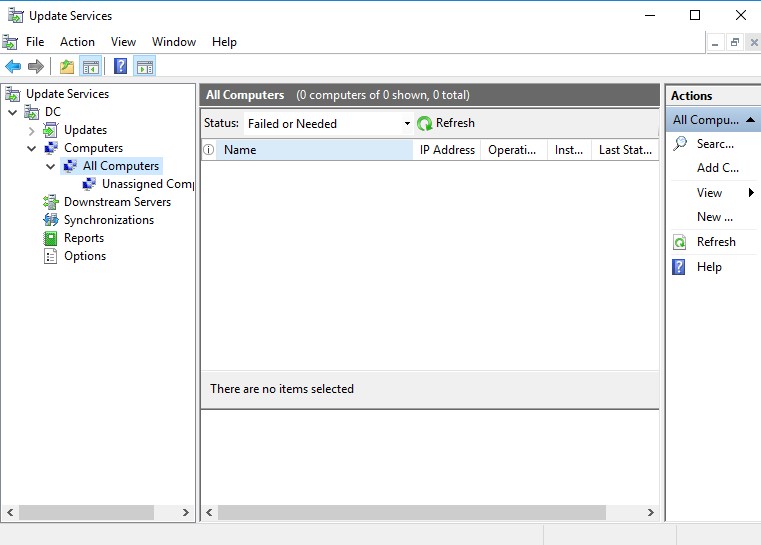 Update Services
File Action View Window Help
Update Services
DC
Updates
Computers
All Computers
Unassigned Comp
Downstream Servers
Synchronizations
Reports
Options
All Computers (0 computers of 0 shown, 0 total)
Status: Failed or Needed Refresh
Name IP Address Operati... Inst... Last Stat...
There are no items selected
Actions
All Compu...
Searc...
Add C...
View
New ...
Refresh
Help